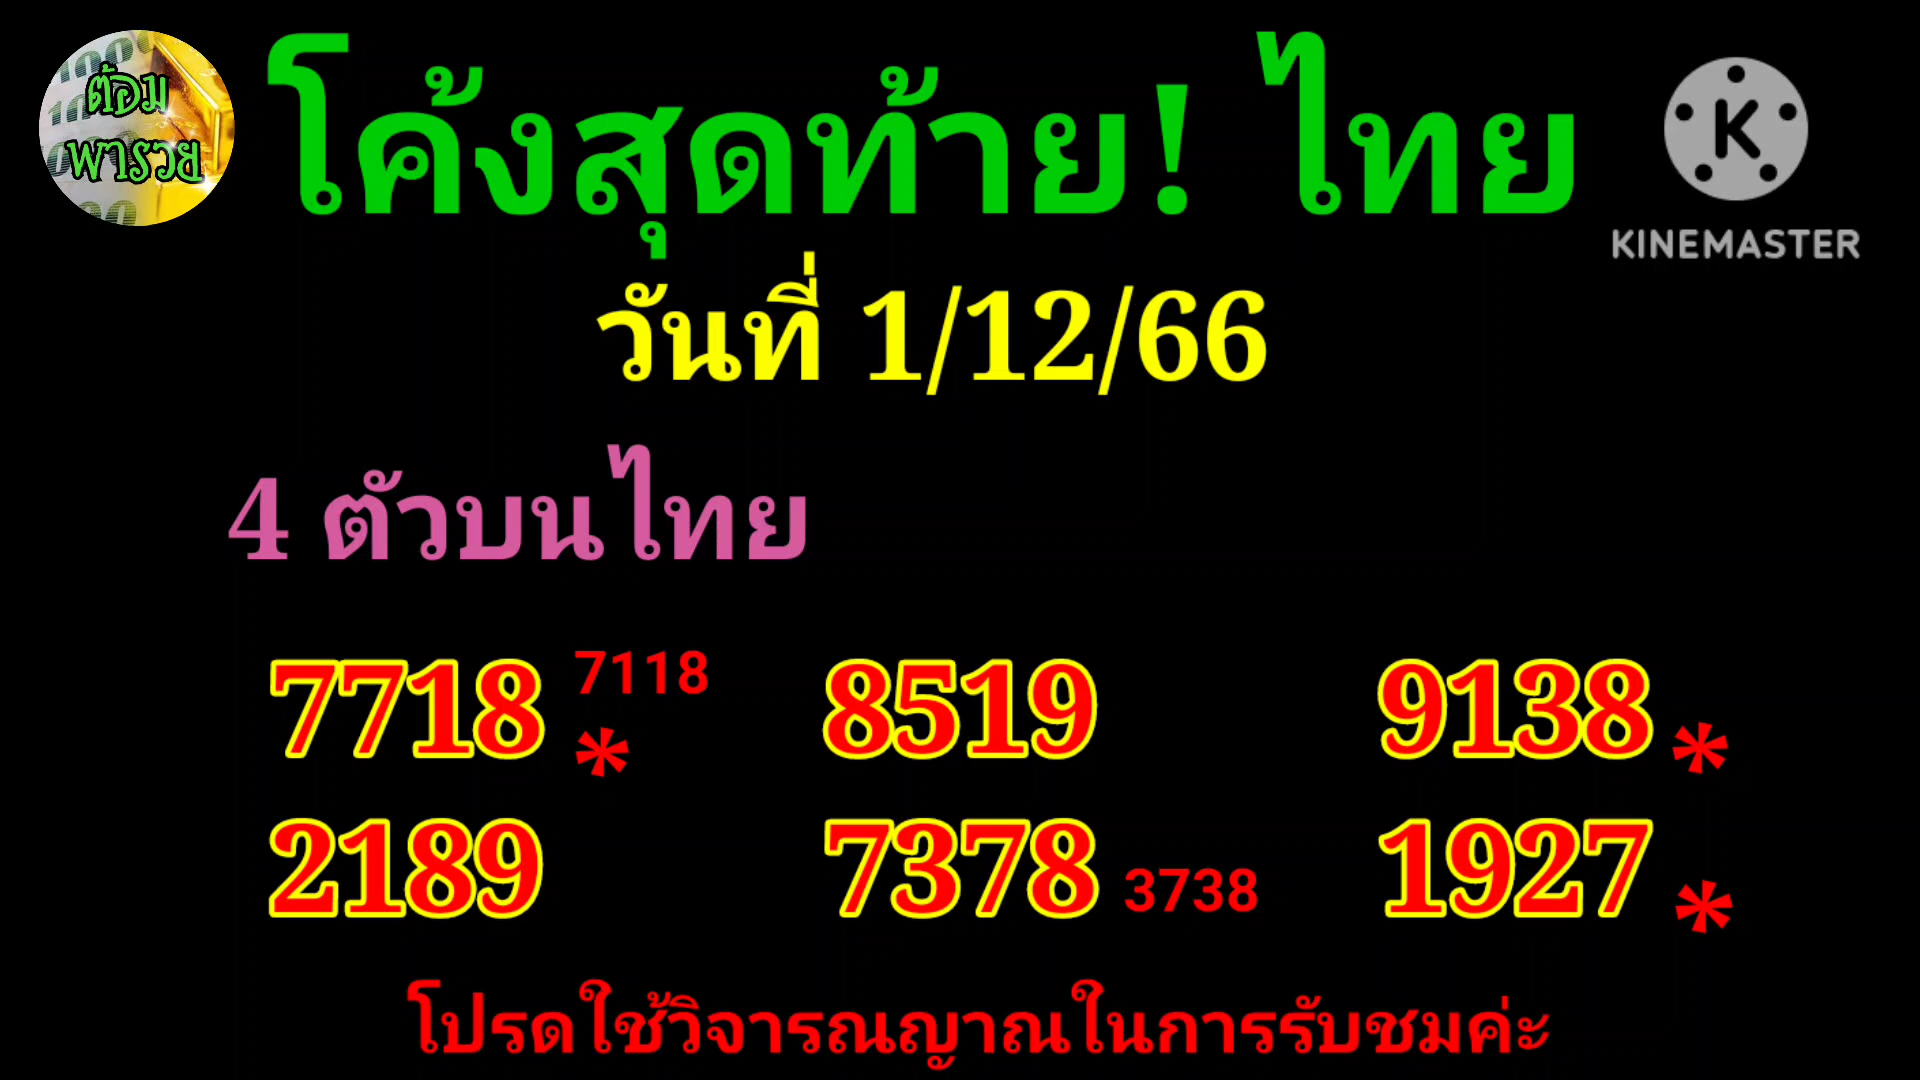 ต้อม
พารวย
โค้งสุดท้าย! ไทย
K
KINEMASTER
วันที่ 1/12/66
4 ตัวบนไทย
7718 7118 * 8519 9138 *
2189 7378 3738 1927 *
โปรดใช้วิจารณญาณในการรับชมค่ะ